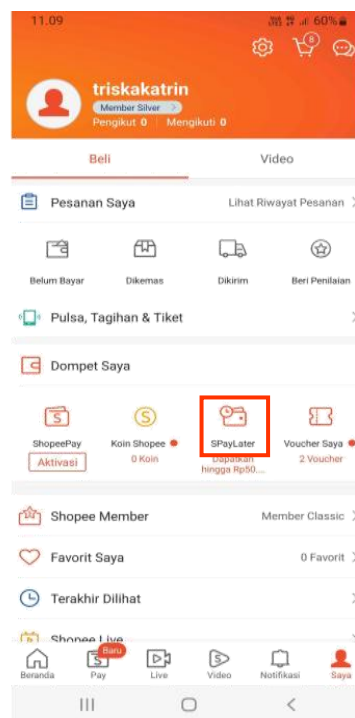 11.09
60%
8
triskakatrin
Member Silver >
Pengikut 0 | Mengikuti 0
Beli
Video
Pesanan Saya
Lihat Riwayat Pesanan >
Belum Bayar
Dikemas
Dikirim
Beri Penilaian
Pulsa, Tagihan & Tiket
Dompet Saya
ShopeePay
Koin Shopee
SPayLater
Voucher Saya
Aktivasi
0 Koin
Dapatkan
hingga Rp50....
2 Voucher
Shopee Member
Member Classic
Favorit Saya
0 Favorit >
Terakhir Dilihat
Shopee Live
Baru
Beranda
Pay
Live
Video
Notifikasi
Saya